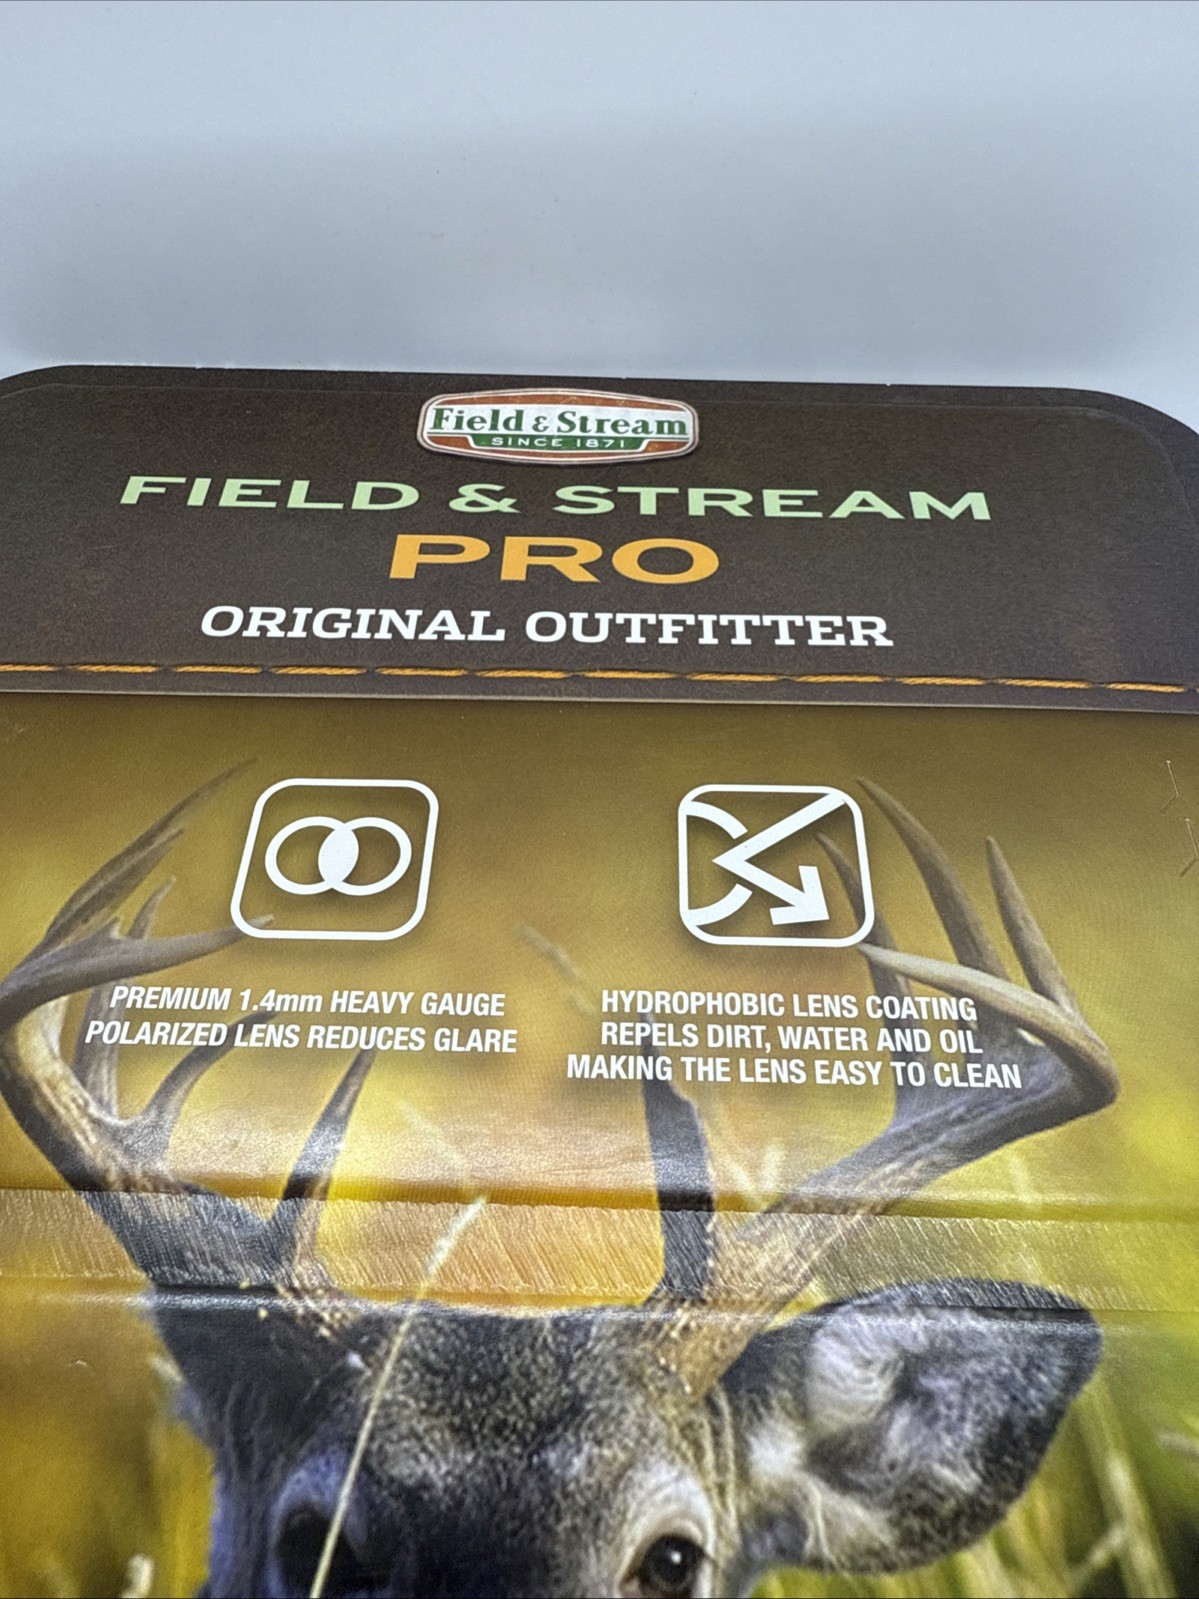 Field & Stream
SINCE 1871
FIELD & STREAM
PRO
ORIGINAL OUTFITTER
PREMIUM 1.4mm HEAVY GAUGE
POLARIZED LENS REDUCES GLARE
HYDROPHOBIC LENS COATING
REPELS DIRT, WATER AND OIL
MAKING THE LENS EASY TO CLEAN